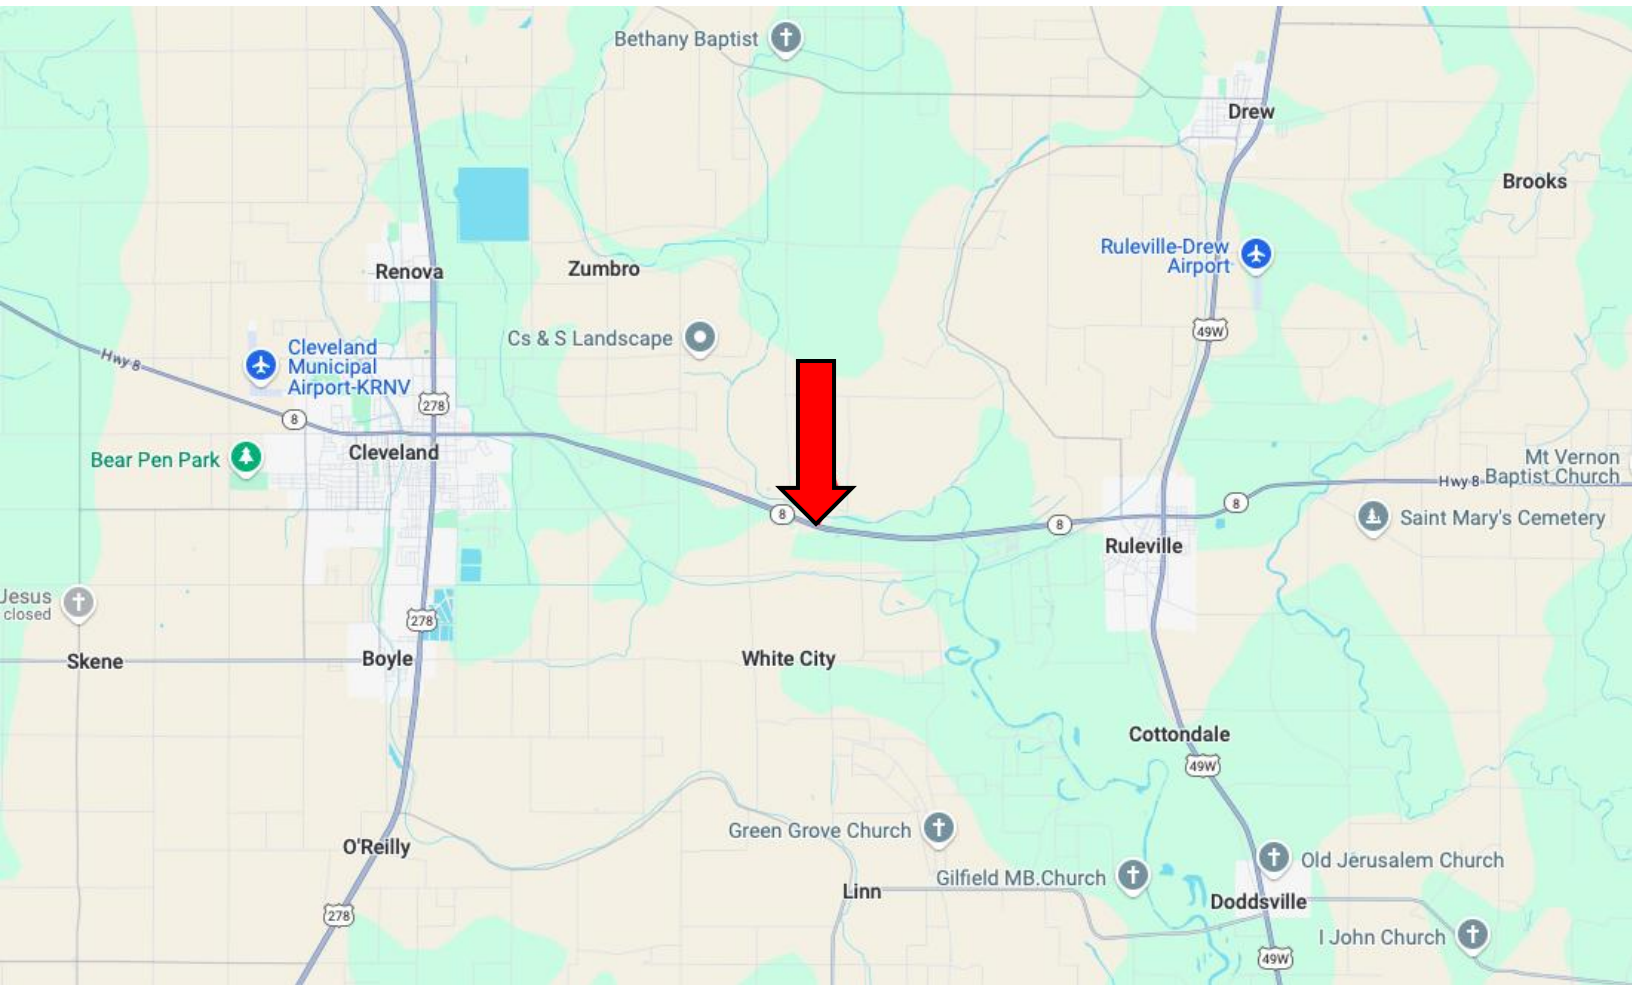 Bethany Baptist
Drew
Brooks
Ruleville-Drew
Airport
Renova
Zumbro
49W
Cs & S Landscape
Hwy 8
Cleveland
Municipal
Airport-KRNV
278
8
Cleveland
Bear Pen Park
Mt Vernon
Baptist Church
Hwy 8
8
8
8
Saint Mary's Cemetery
Ruleville
Jesus
closed
278
Skene
Boyle
White City
Cottondale
49W
Green Grove Church
O'Reilly
Old Jerusalem Church
Gilfield MB.Church
Linn
Doddsville
278
I John Church
49W